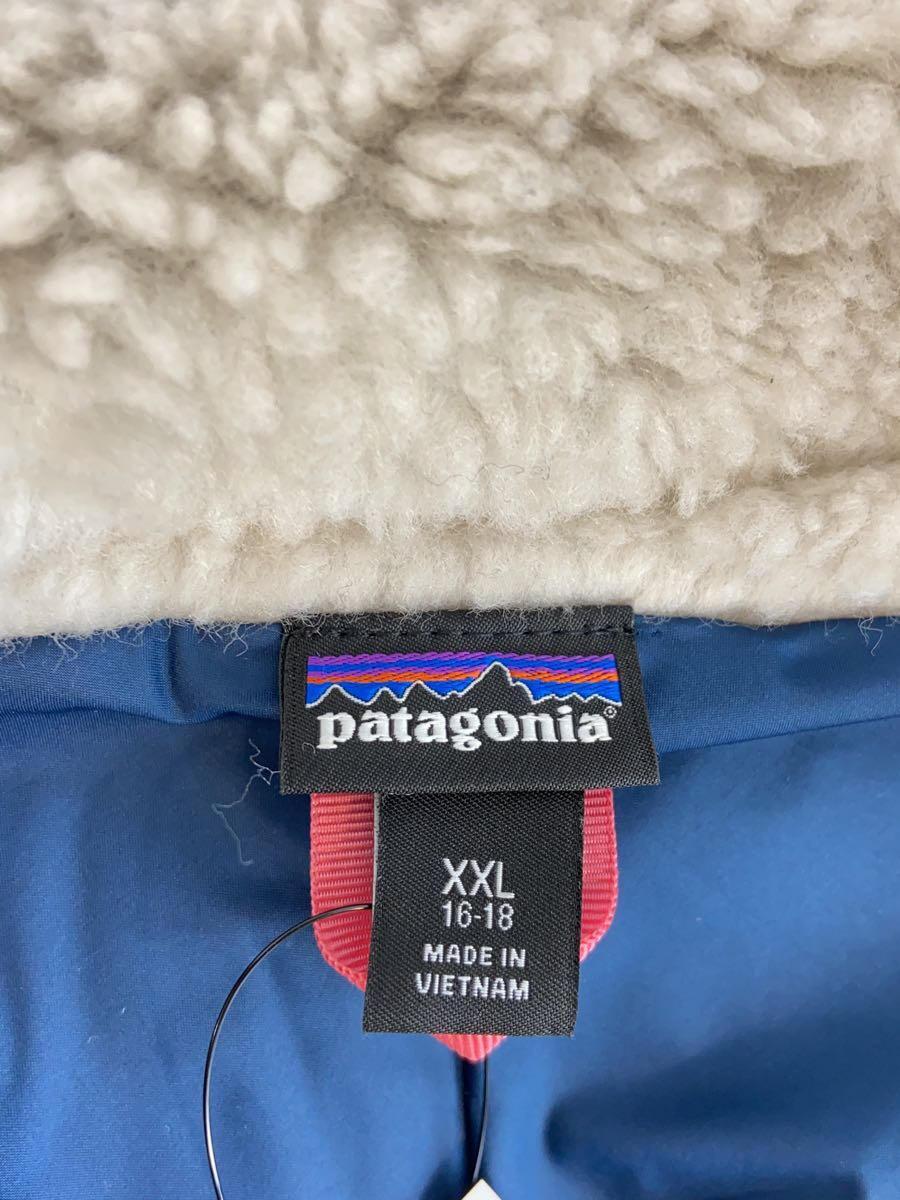 patagonia®
XXL
16-18
MADE IN
VIETNAM